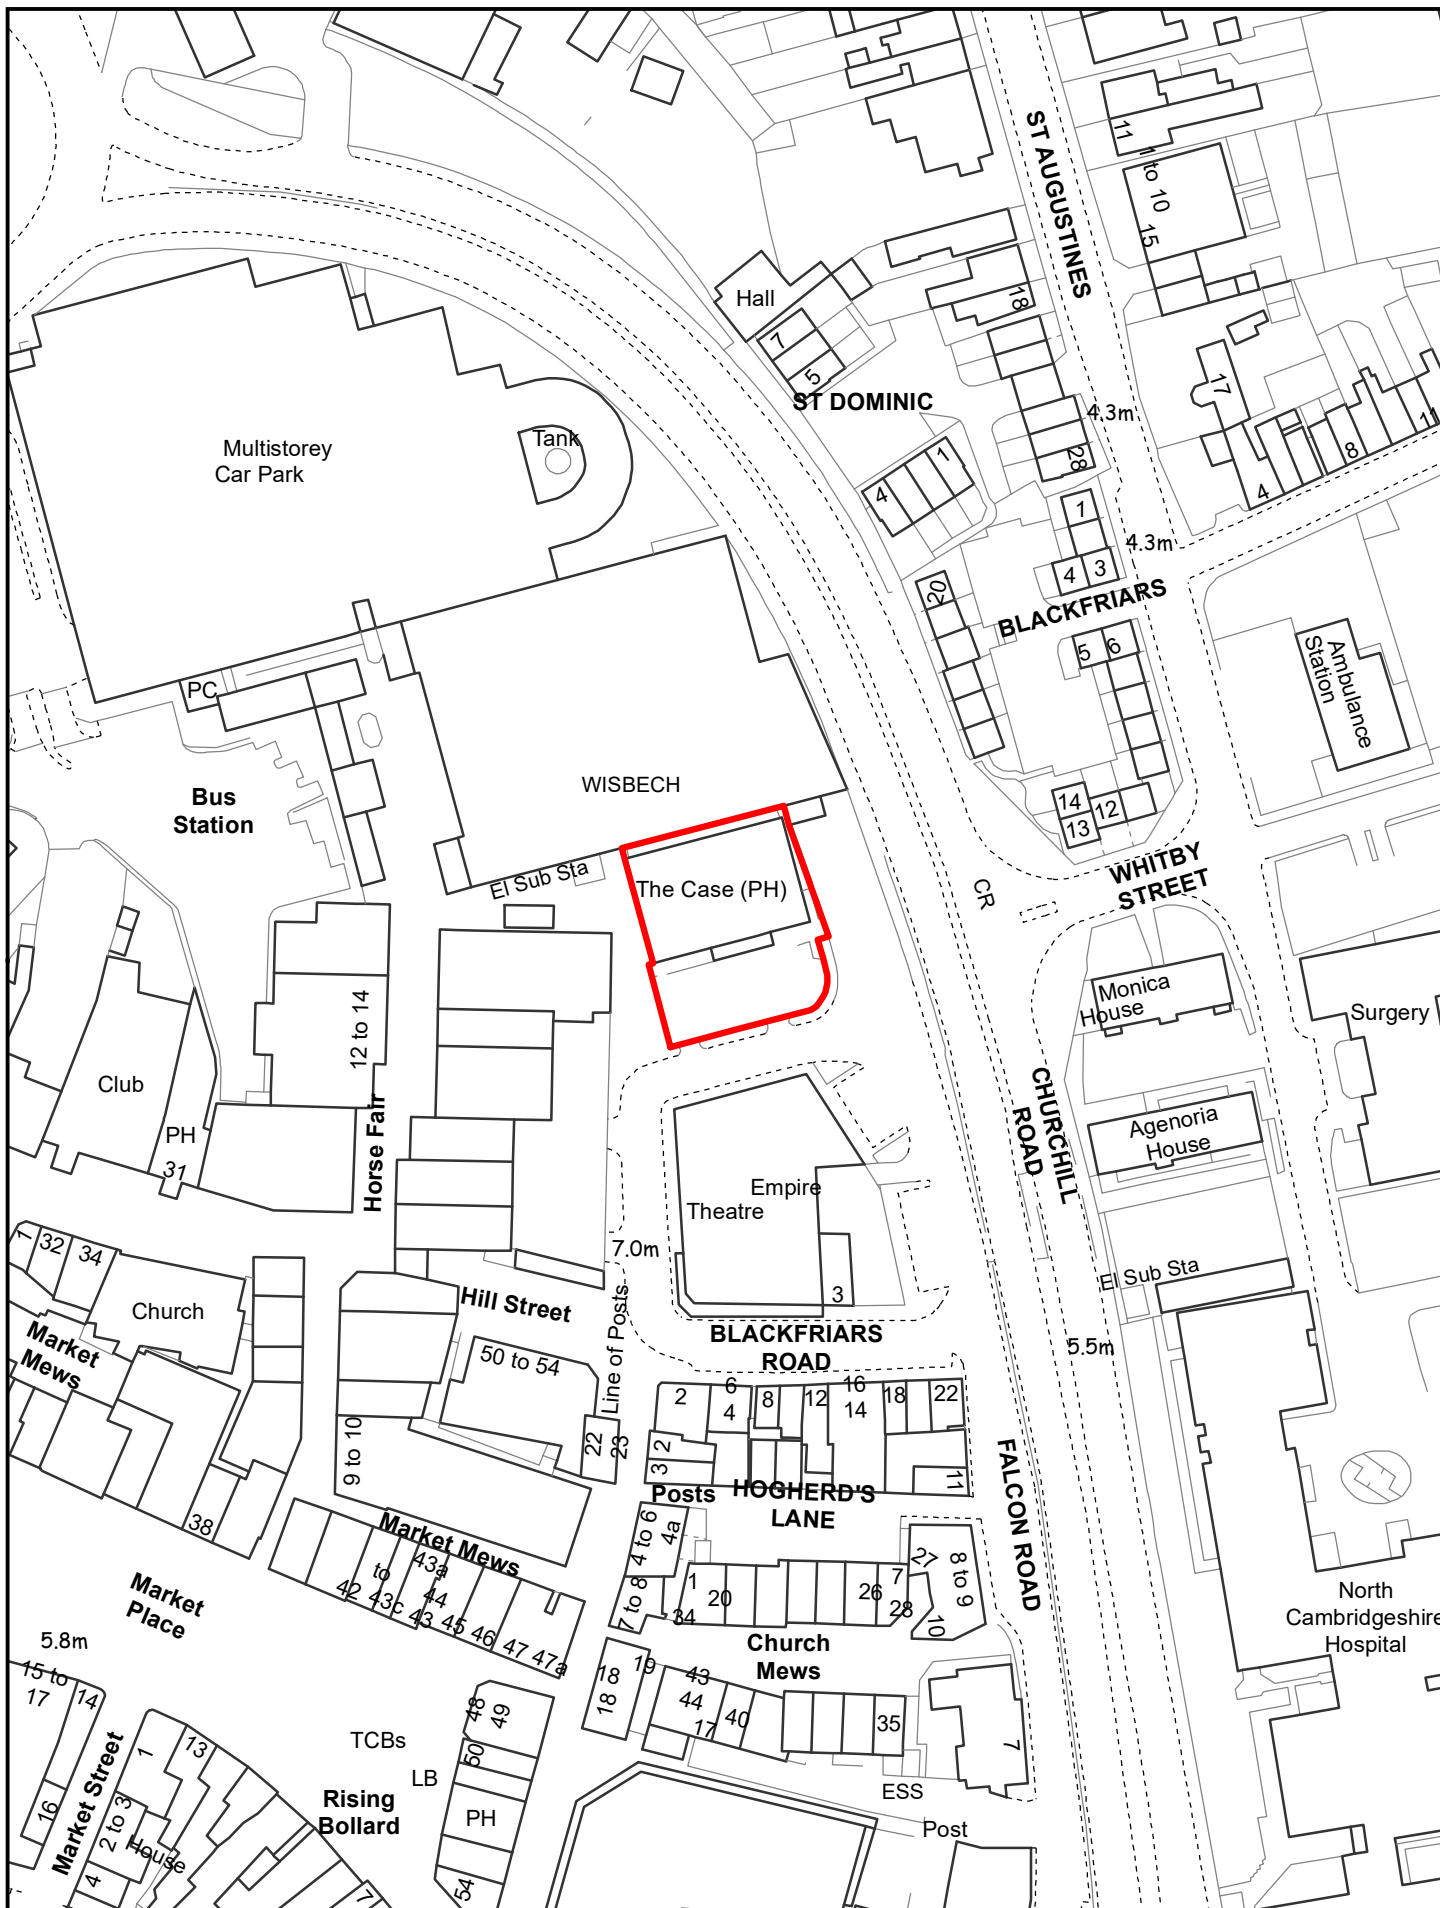 ST AUGUSTINES
11
1 to 10
15
Hall
18
7
5
ST DOMINIC
4.3m
17
11
8
4
Multistorey
Car Park
Tank
1
4
28
1
4.3m
4
3
20
BLACKFRIARS
5
6
Ambulance
Station
PC
WISBECH
Bus
Station
14
12
13
WHITBY
STREET
El Sub Sta
The Case (PH)
CR
Monica
House
Surgery
12 to 14
Club
PH
31
Horse Fair
CHURCHILL
ROAD
Agenoria
House
Empire
Theatre
7.0m
1
32
34
Church
El Sub Sta
3
Hill Street
Line of Posts
BLACKFRIARS
ROAD
Market
Mews
50 to 54
5.5m
2
6
4
8
12
16
14
18
22
9 to 10
22
23
2
3
11
Posts
HOGHERD'S
LANE
FALCON ROAD
38
Market Mews
4 to 6
4a
27
8 to 9
Market
Place
42
to
43c
43a
44
43
45
46
47
47a
7 to 8
1
34
20
26
7
28
10
North
Cambridgeshire
Hospital
5.8m
Church
Mews
15 to
17
14
18
18
19
43
44
17
40
35
7
48
49
1
13
TCBs
50
LB
ESS
Market Street
16
2 to 3
House
Rising
Bollard
PH
Post
4
7
54